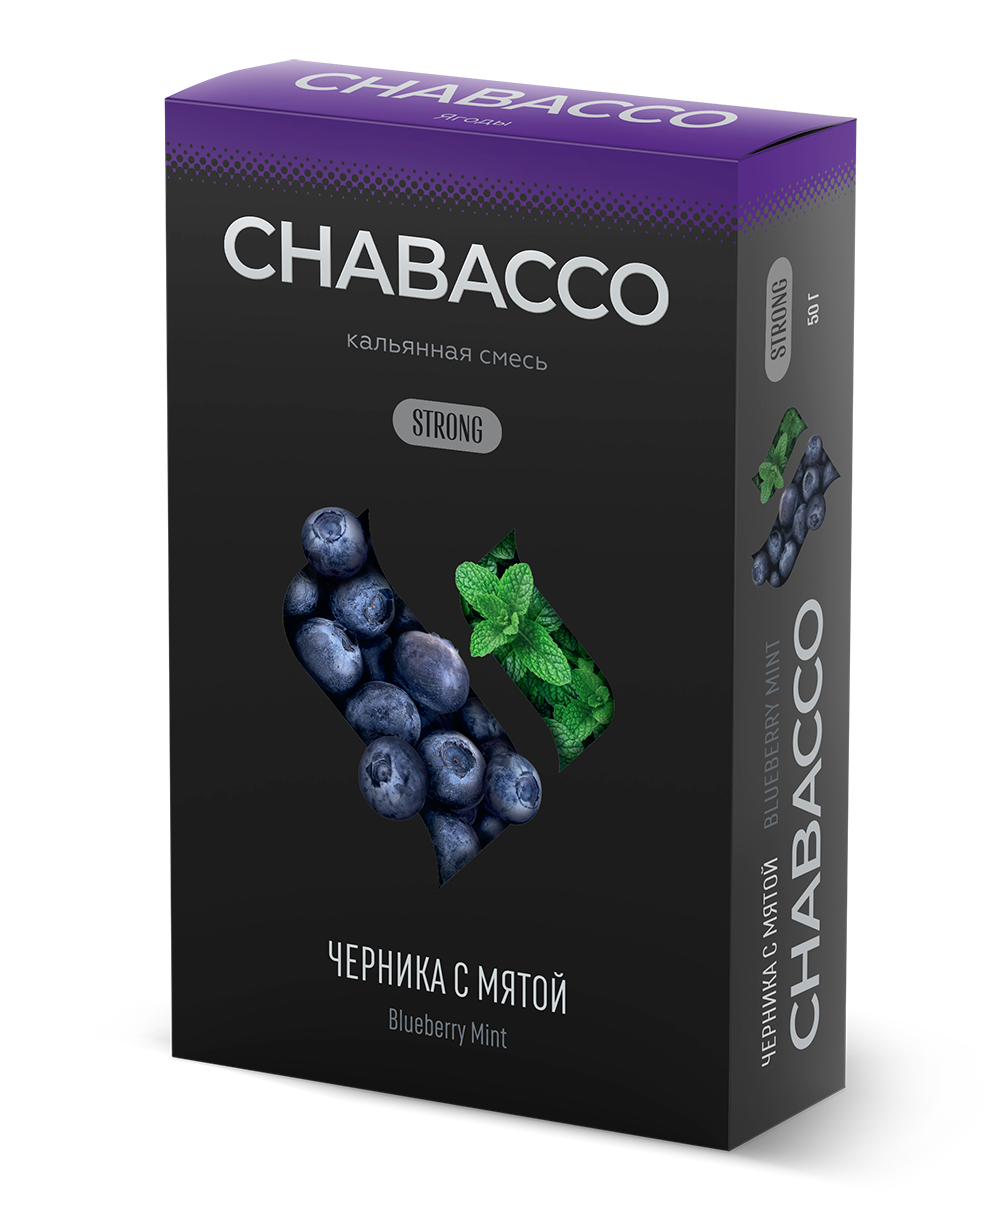 CHABACCO
Ягоды
CHABACCO
кальянная смесь
STRONG
ЧЕРНИКА С МЯТОЙ
Blueberry Mint
STRONG
50 Г
ЧЕРНИКА С МЯТОЙ BLUEBERRY MINT
CHABACCO